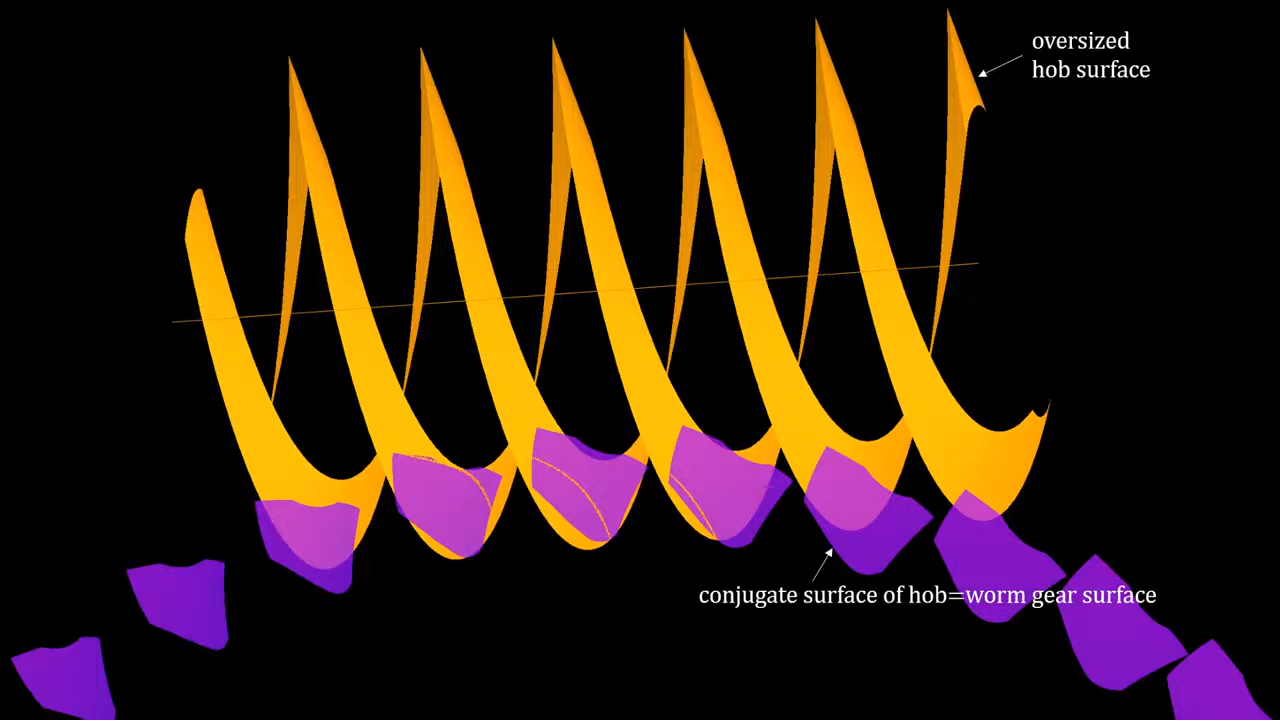 oversized
hob surface
conjugate surface of hob=worm gear surface